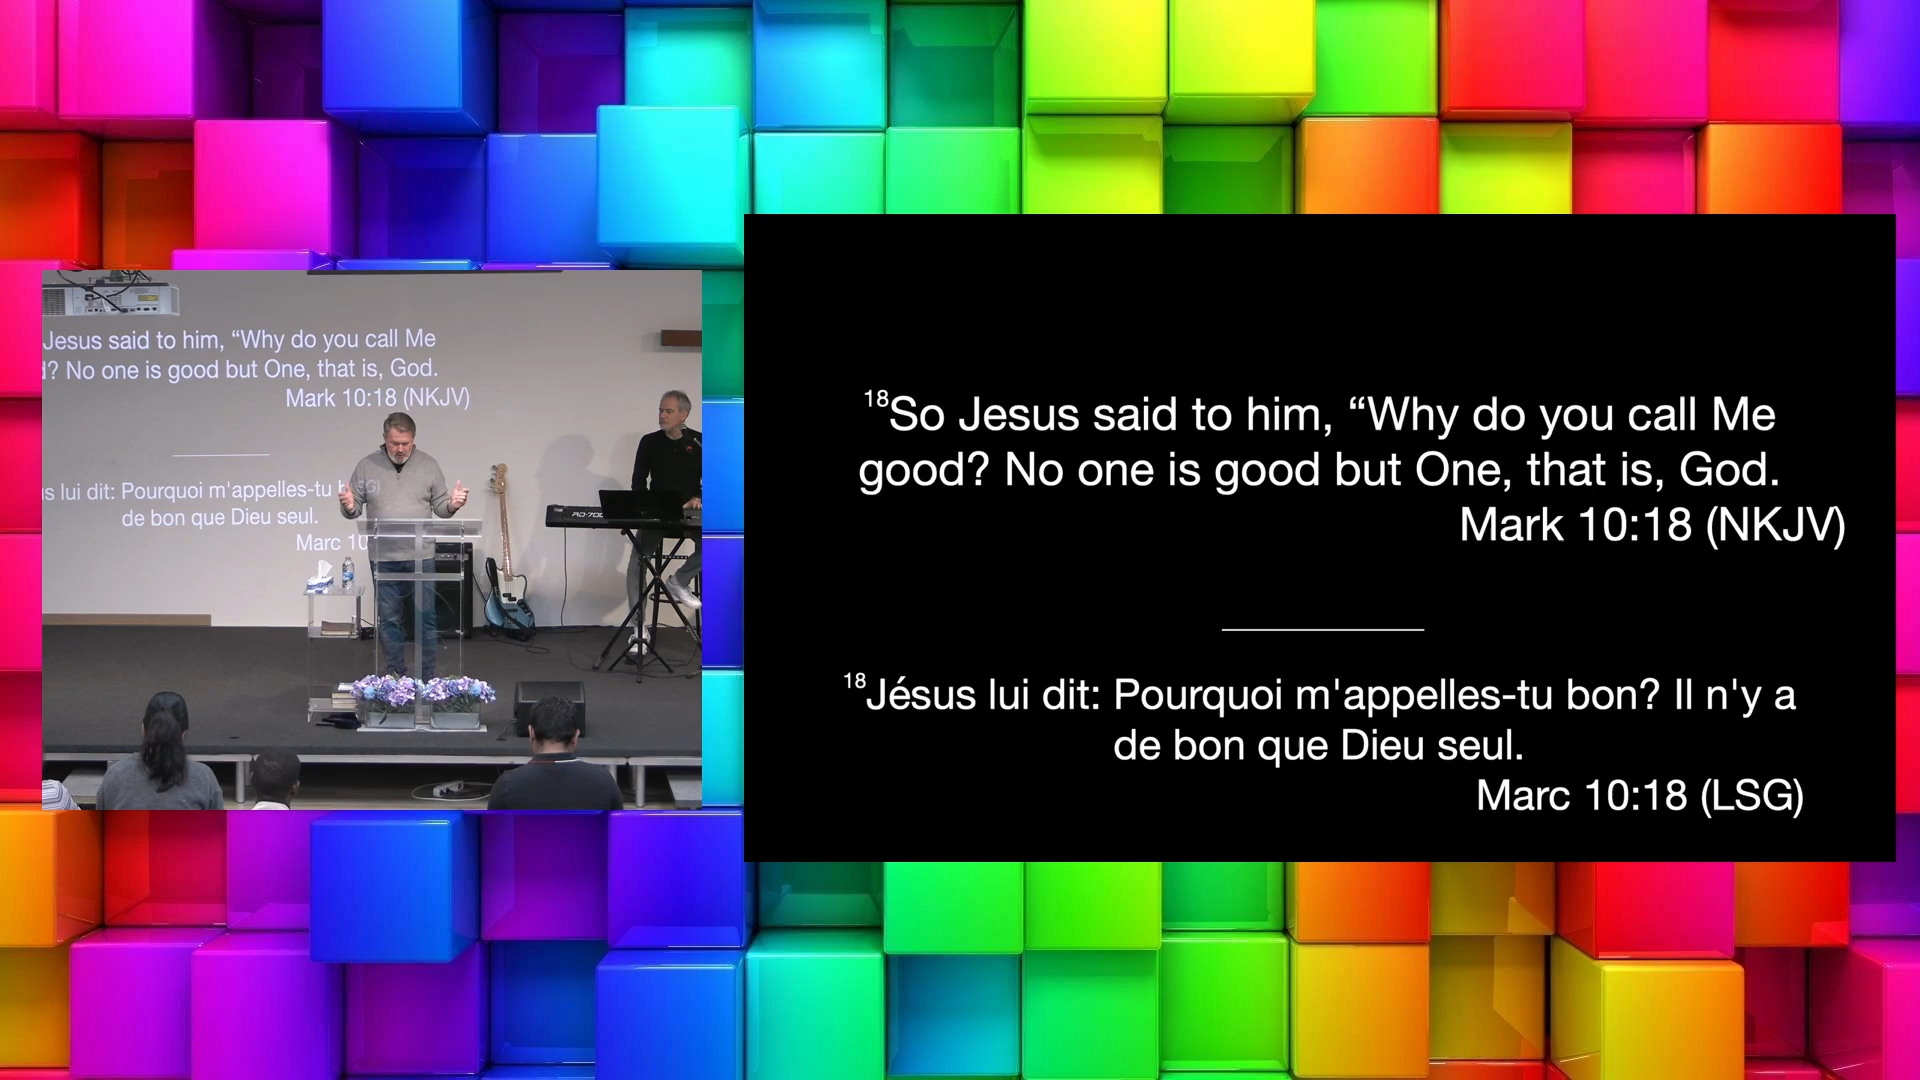 Jesus said to him, “Why do you call Me
? No one is good but One, that is, God.
Mark 10:18 (NKJV)
lui dit: Pourquoi m'appelles-tu
de bon que Dieu seul.
Marc 10
RD-700
18So Jesus said to him, “Why do you call Me
good? No one is good but One, that is, God.
Mark 10:18 (NKJV)
18Jésus lui dit: Pourquoi m'appelles-tu bon? Il n'y a
de bon que Dieu seul.
Marc 10:18 (LSG)